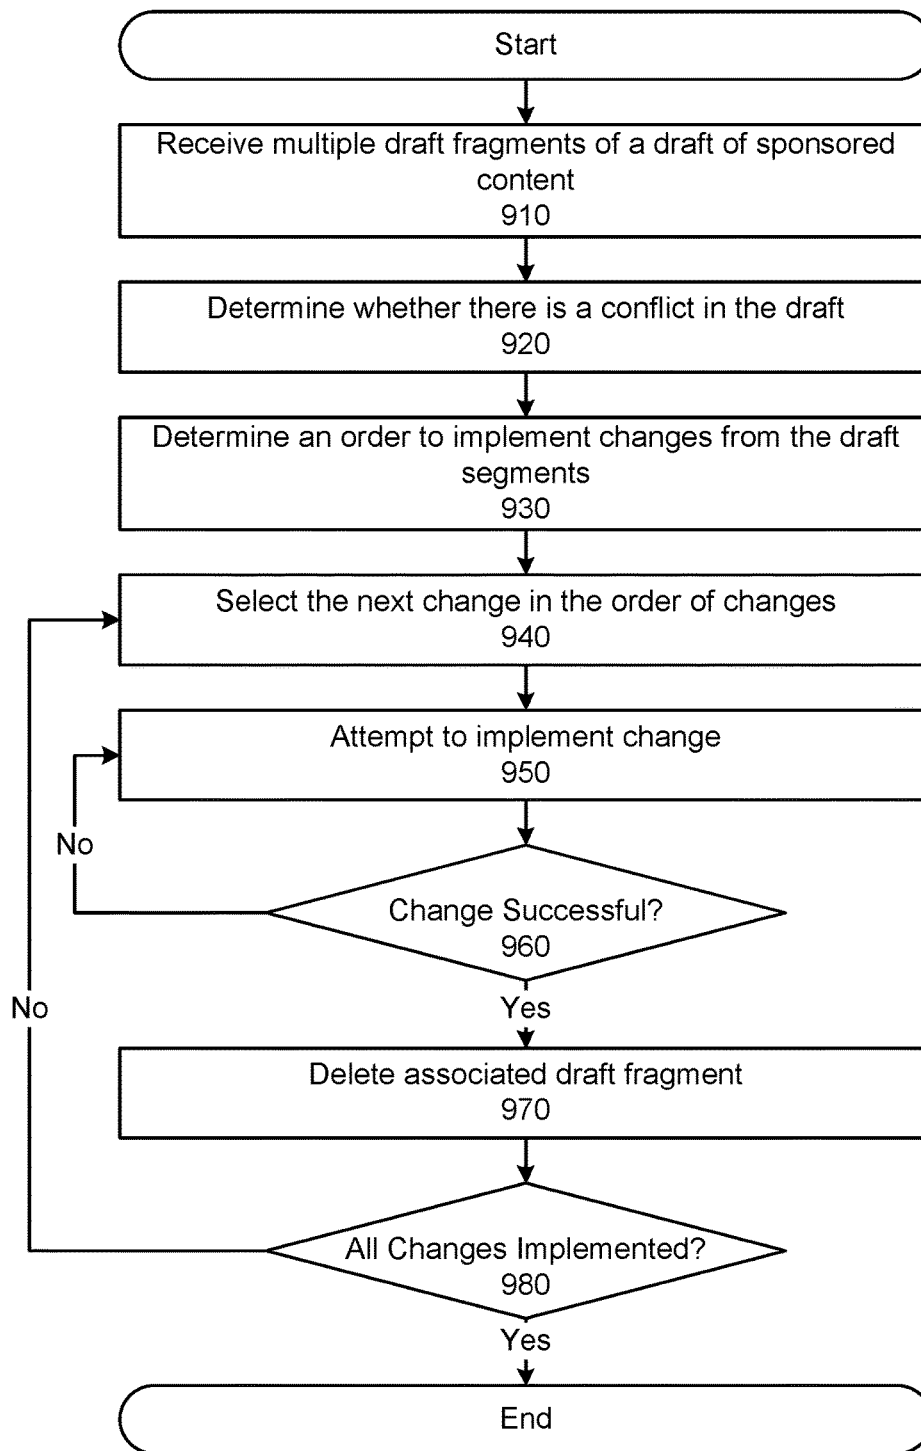 Start
Receive multiple draft fragments of a draft of sponsored
content
910
Determine whether there is a conflict in the draft
920
Determine an order to implement changes from the draft
segments
930
Select the next change in the order of changes
940
Attempt to implement change
950
No
Change Successful?
960
No
Yes
Delete associated draft fragment
970
All Changes Implemented?
980
Yes
End